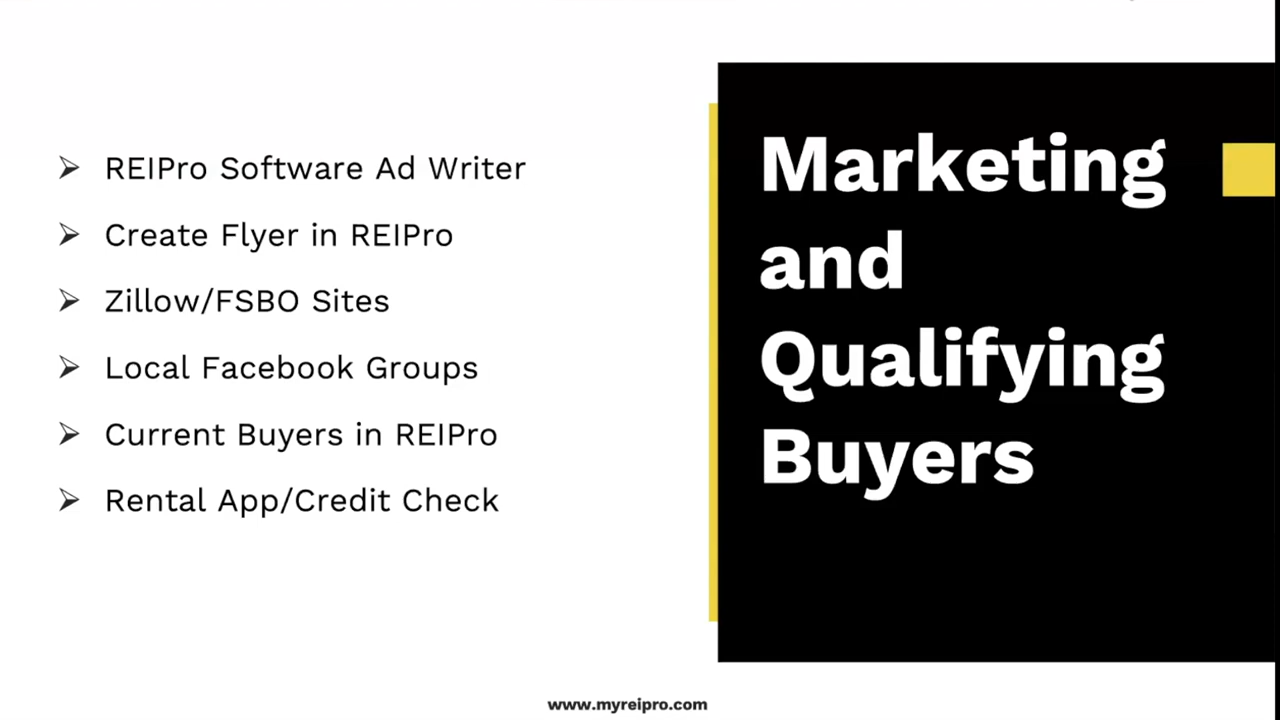 REIPro Software Ad Writer
Create Flyer in REIPro
Zillow/FSBO Sites
Local Facebook Groups
Current Buyers in REIPro
Rental App/Credit Check
Marketing
and
Qualifying
Buyers
www.myreipro.com